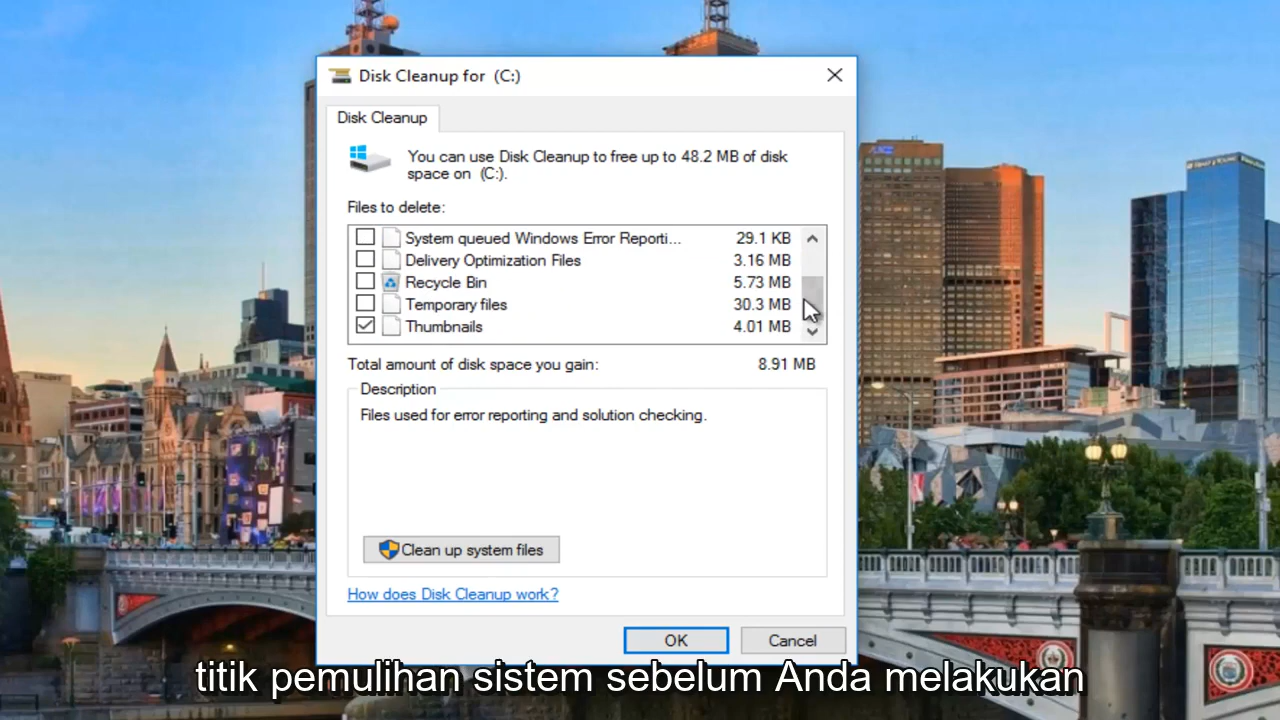 Disk Cleanup for (C:)
Disk Cleanup
You can use Disk Cleanup to free up to 48.2 MB of disk
space on (C:).
Files to delete:
System queued Windows Error Reporti... 29.1 KB
Delivery Optimization Files 3.16 MB
Recycle Bin 5.73 MB
Temporary files 30.3 MB
Thumbnails 4.01 MB
Total amount of disk space you gain: 8.91 MB
Description
Files used for error reporting and solution checking.
Clean up system files
How does Disk Cleanup work?
OK Cancel
titik pemulihan sistem sebelum Anda melakukan